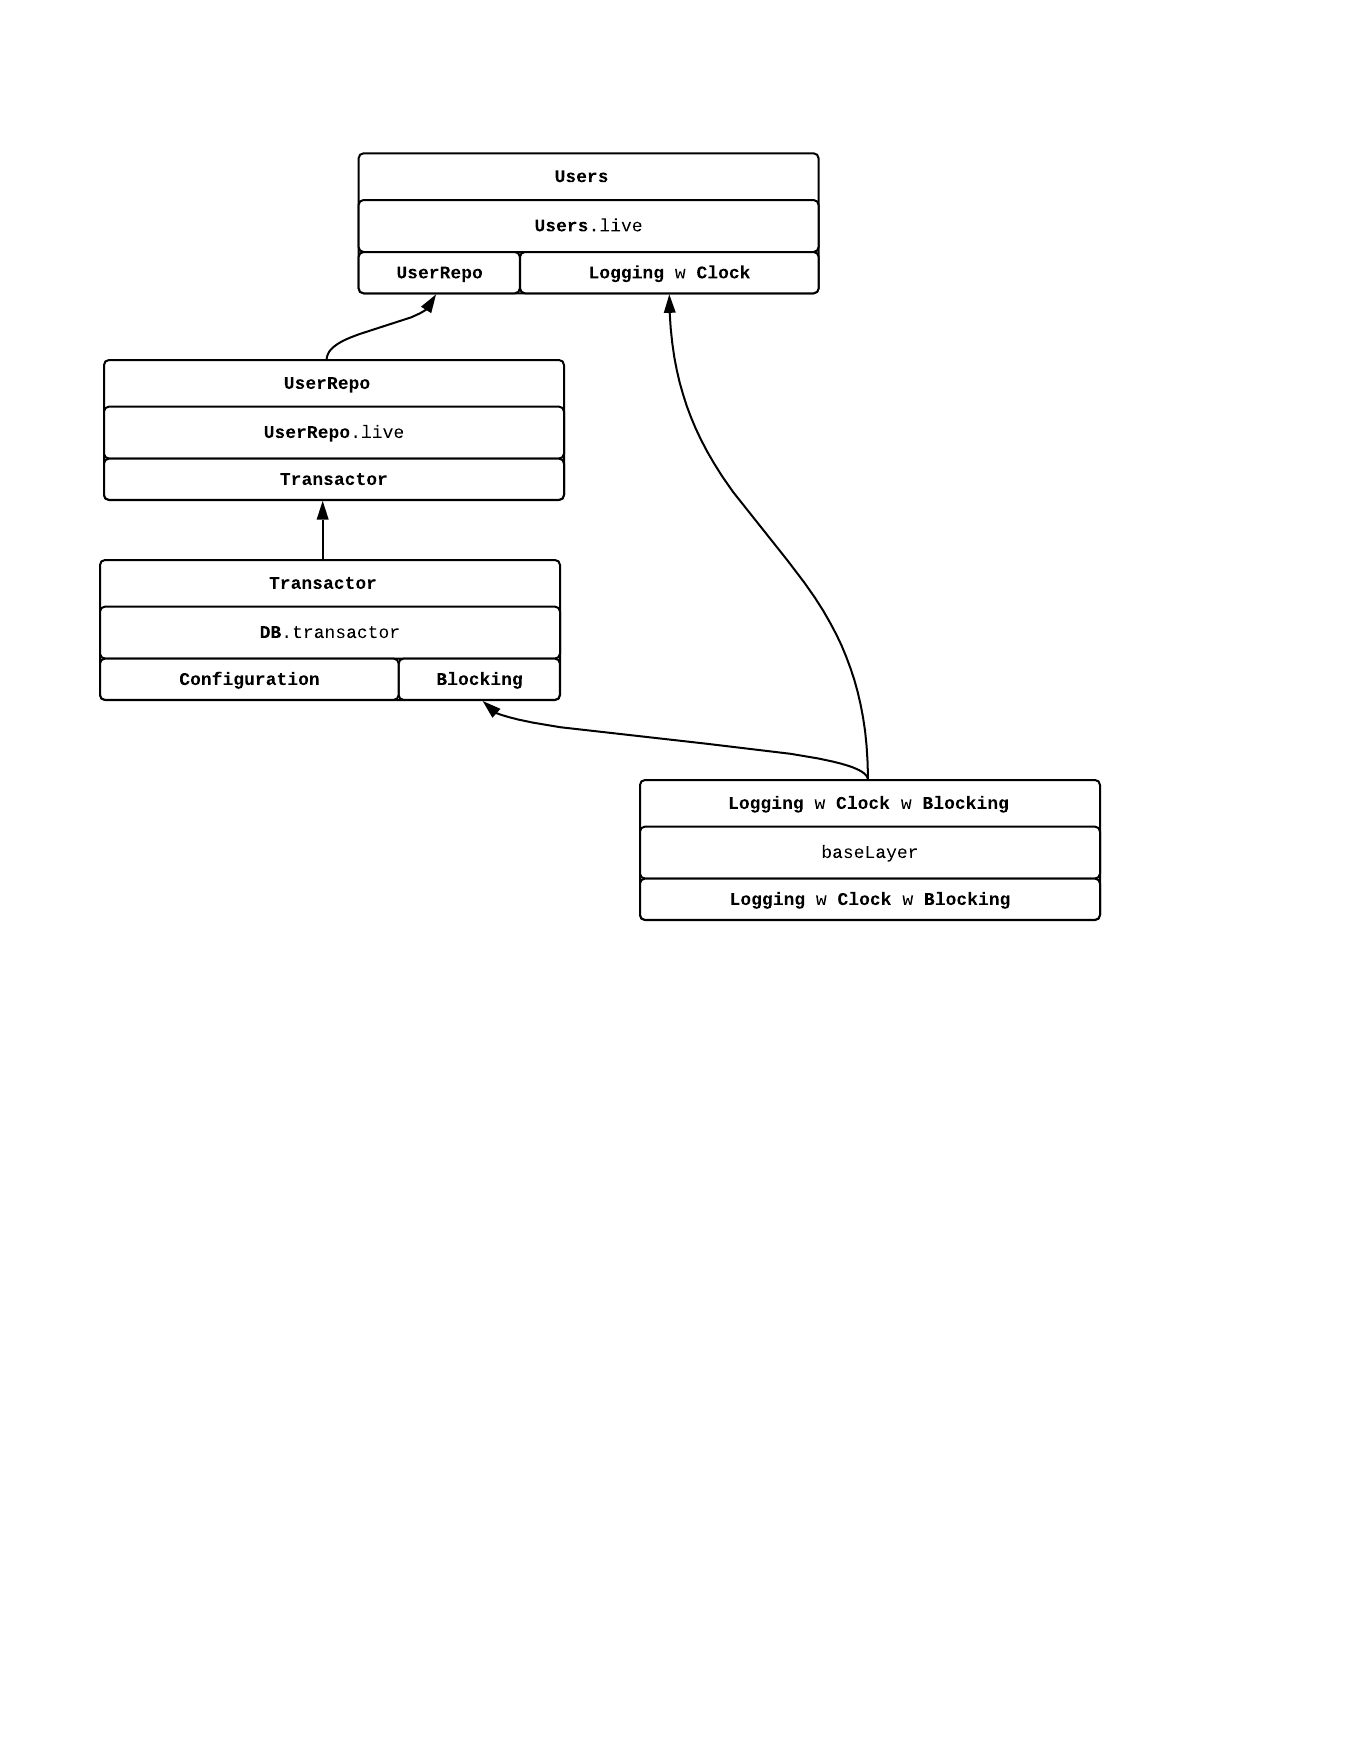 Users
Users.live
UserRepo
Logging w Clock
UserRepo
UserRepo.live
Transactor
Transactor
DB.transactor
Configuration
Blocking
Logging w Clock w Blocking
baseLayer
Logging w Clock w Blocking